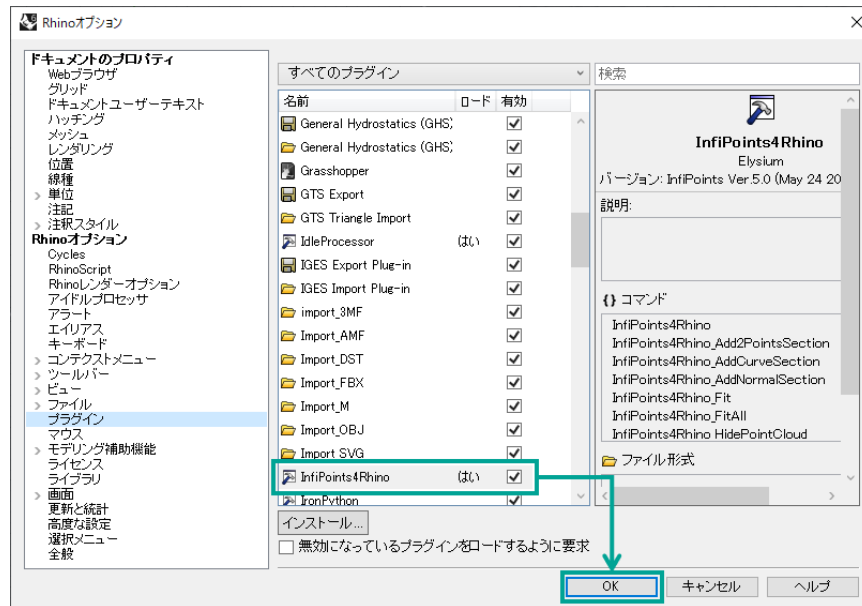 Rhinoオプション
ドキュメントのプロパティ
Webブラウザ
グリッド
ドキュメントユーザーテキスト
ハッチング
メッシュ
レンダリング
位置
線種
単位
注記
注釈スタイル
Rhinoオプション
Cycles
RhinoScript
Rhinoレンダーオプション
アイドルプロセッサ
アラート
エイリアス
キーボード
コンテクストメニュー
ツールバー
ビュー
ファイル
プラグイン
マウス
モデリング補助機能
ライセンス
ライブラリ
画面
更新と統計
高度な設定
選択メニュー
全般
すべてのプラグイン
名前 ロード 有効
General Hydrostatics (GHS)
General Hydrostatics (GHS)
Grasshopper
GTS Export
GTS Triangle Import
IdleProcessor はい
IGES Export Plug-in
IGES Import Plug-in
import_3MF
Import_AMF
Import_DST
Import_FBX
Import_M
Import_OBJ
Import SVG
InfiPoints4Rhino はい
IronPython
インストール...
無効になっているプラグインをロードするように要求
検索
InfiPoints4Rhino
Elysium
バージョン: InfiPoints Ver.5.0 (May 24 20
説明:
{} コマンド
InfiPoints4Rhino
InfiPoints4Rhino_Add2PointsSection
InfiPoints4Rhino_AddCurveSection
InfiPoints4Rhino_AddNormalSection
InfiPoints4Rhino_Fit
InfiPoints4Rhino_FitAll
InfiPoints4Rhino HidePointCloud
ファイル形式
OK キャンセル ヘルプ